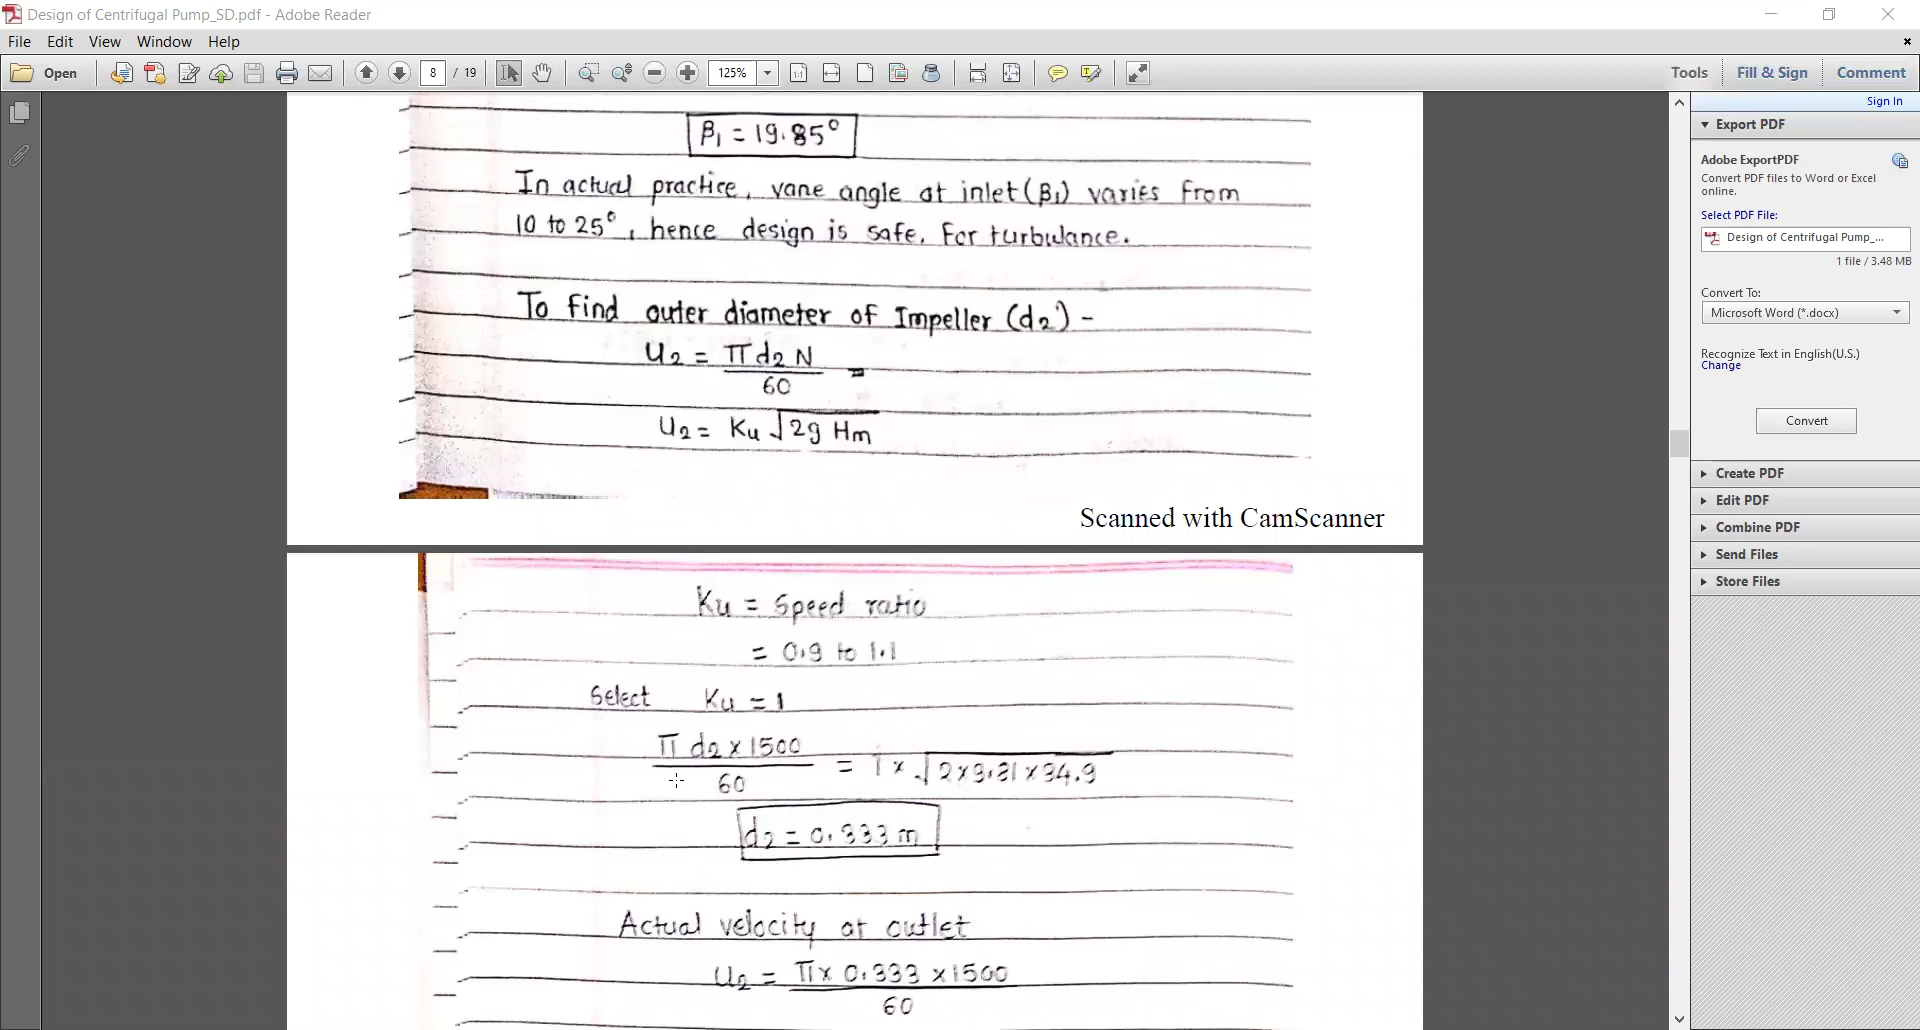 Design of Centrifugal Pump_SD.pdf - Adobe Reader
File Edit View Window Help
Open 8 / 19 125% Tools Fill & Sign Comment
Sign In
Export PDF
Adobe ExportPDF
Convert PDF files to Word or Excel
online.
Select PDF File:
Design of Centrifugal Pump_...
1 file / 3.48 MB
Convert To:
Microsoft Word (*.docx)
Recognize Text in English(U.S.)
Change
Convert
Create PDF
Edit PDF
Combine PDF
Send Files
Store Files
β1 = 19.85°
In actual practice, vane angle at inlet (β1) varies from
10 to 25°, hence design is safe. For turbulance.
To find outer diameter of Impeller (d2) -
U2 = π d2 N / 60 =
U2 = Ku √2g Hm
Scanned with CamScanner
Ku = Speed ratio
= 0.9 to 1.1
Select Ku = 1
π d2 × 1500 / 60 = 1 × √2×9.81×34.9
d2 = 0.333 m
Actual velocity at outlet
U2 = π × 0.333 × 1500 / 60